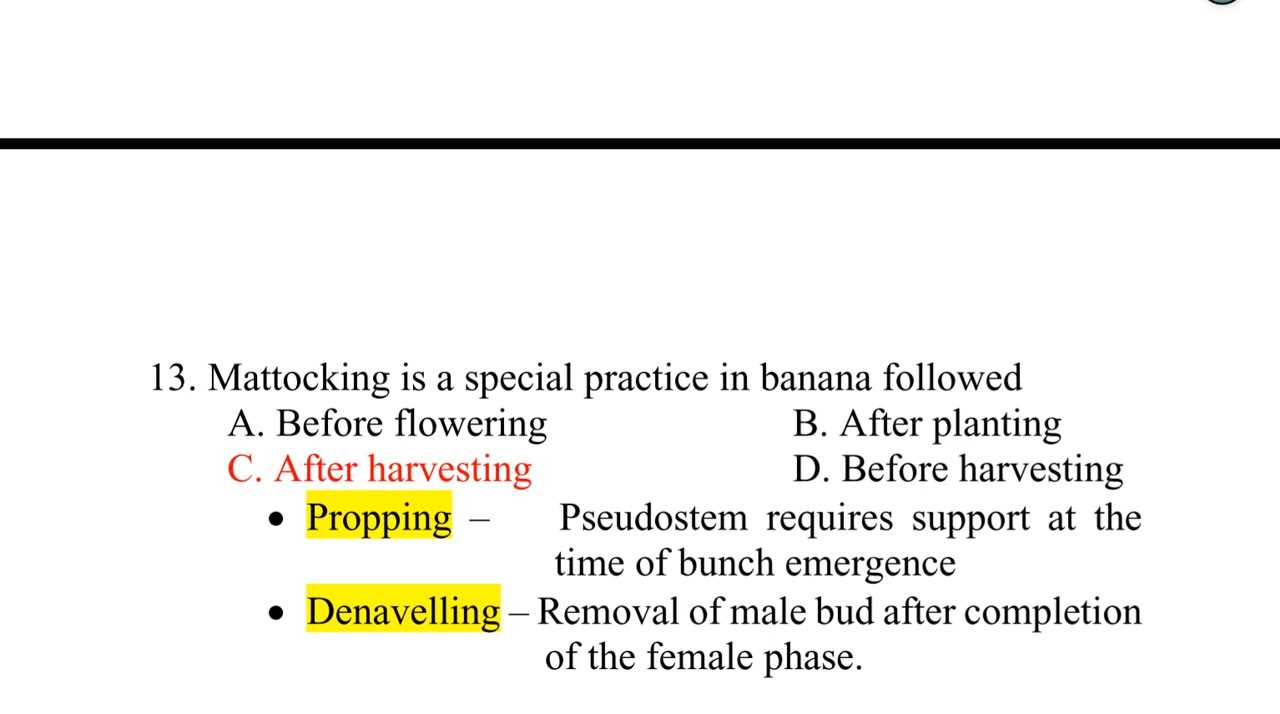 13. Mattocking is a special practice in banana followed
A. Before flowering B. After planting
C. After harvesting D. Before harvesting
• Propping – Pseudostem requires support at the
time of bunch emergence
• Denavelling – Removal of male bud after completion
of the female phase.